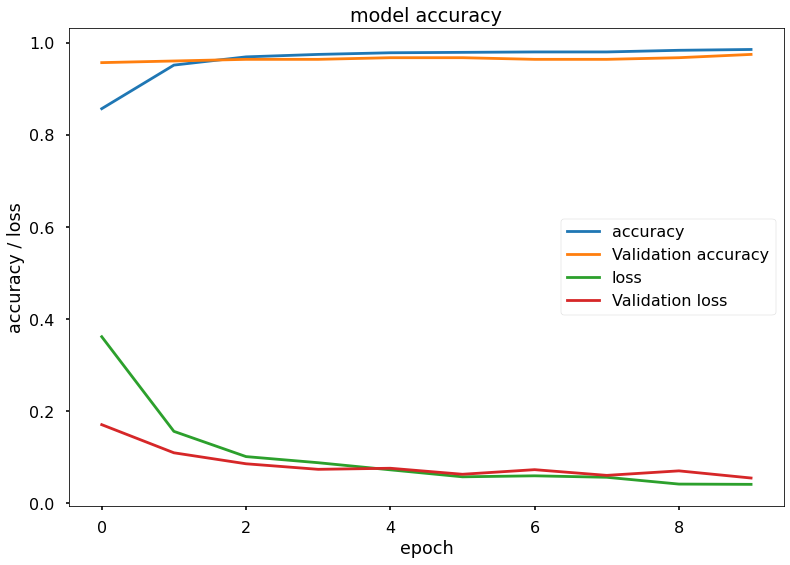 model accuracy
accuracy / loss
1.0
0.8
0.6
0.4
0.2
0.0
accuracy
Validation accuracy
loss
Validation loss
0 2 4 6 8
epoch